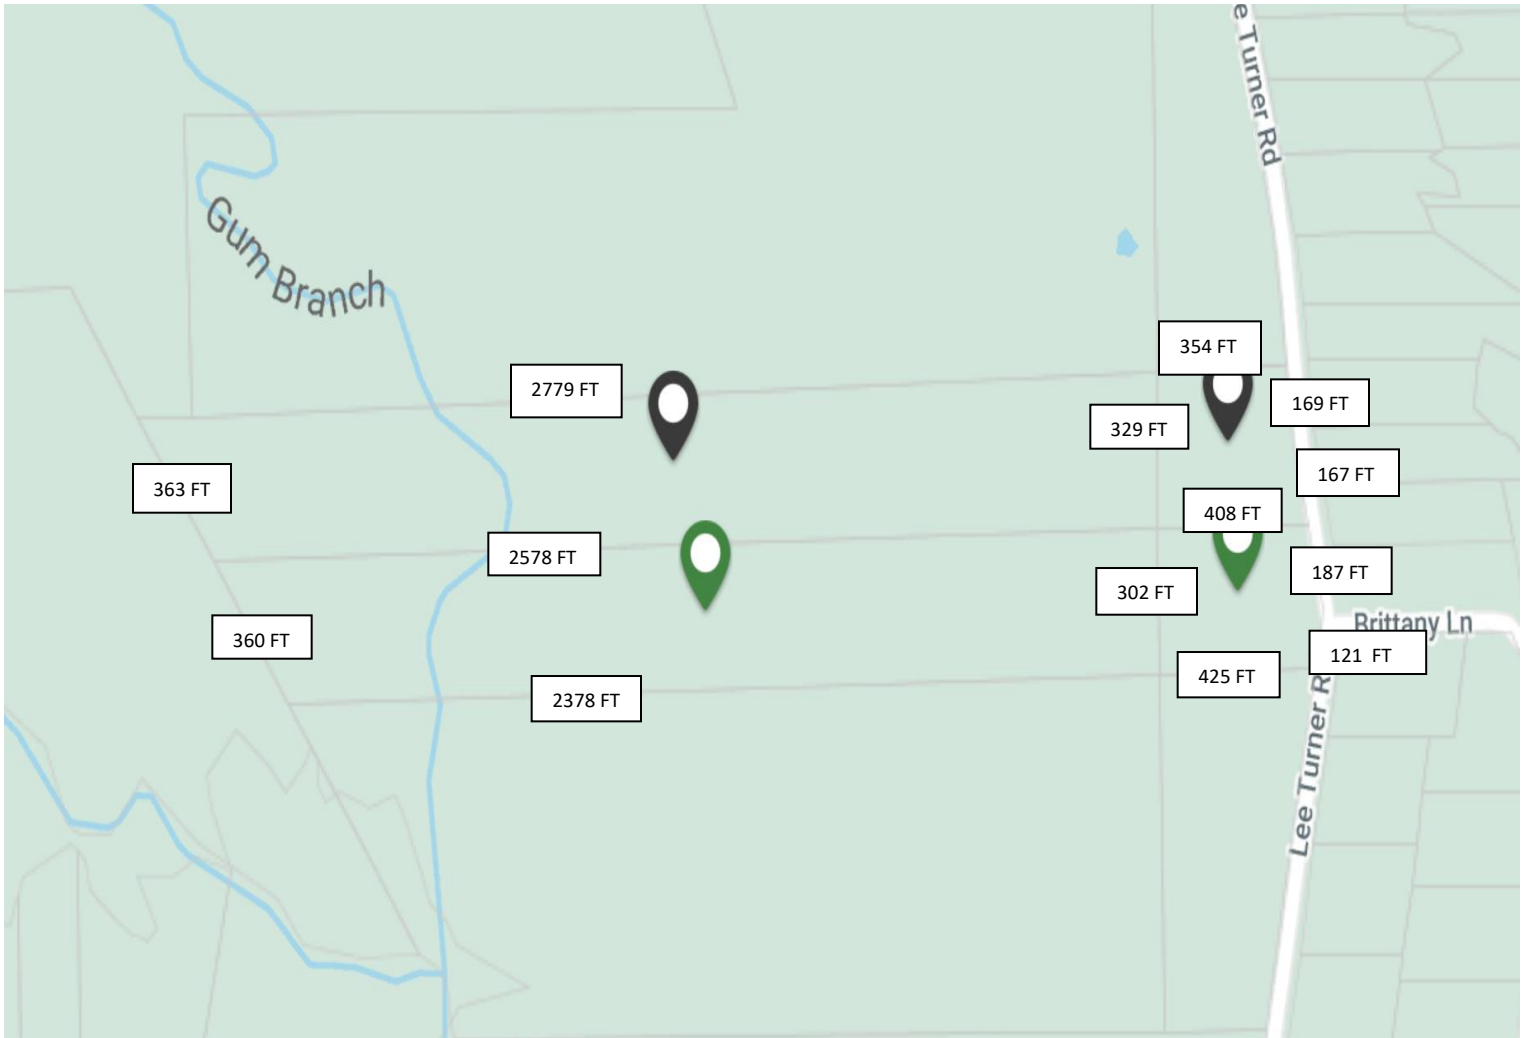 e Turner Rd
Gum Branch
354 FT
2779 FT
169 FT
329 FT
167 FT
363 FT
408 FT
2578 FT
187 FT
302 FT
Brittany Ln
360 FT
121 FT
425 FT
2378 FT
Lee Turner R